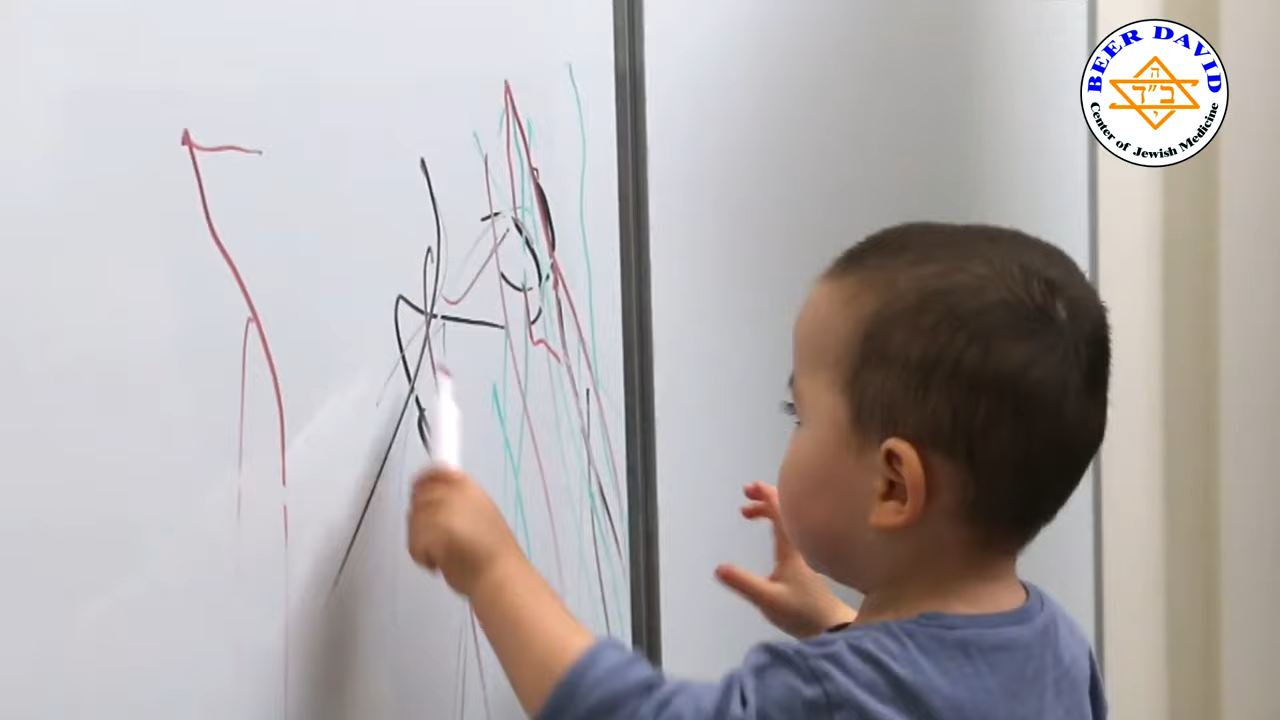 BEER DAVID
ה
ב״ד
י
Center of Jewish Medicine